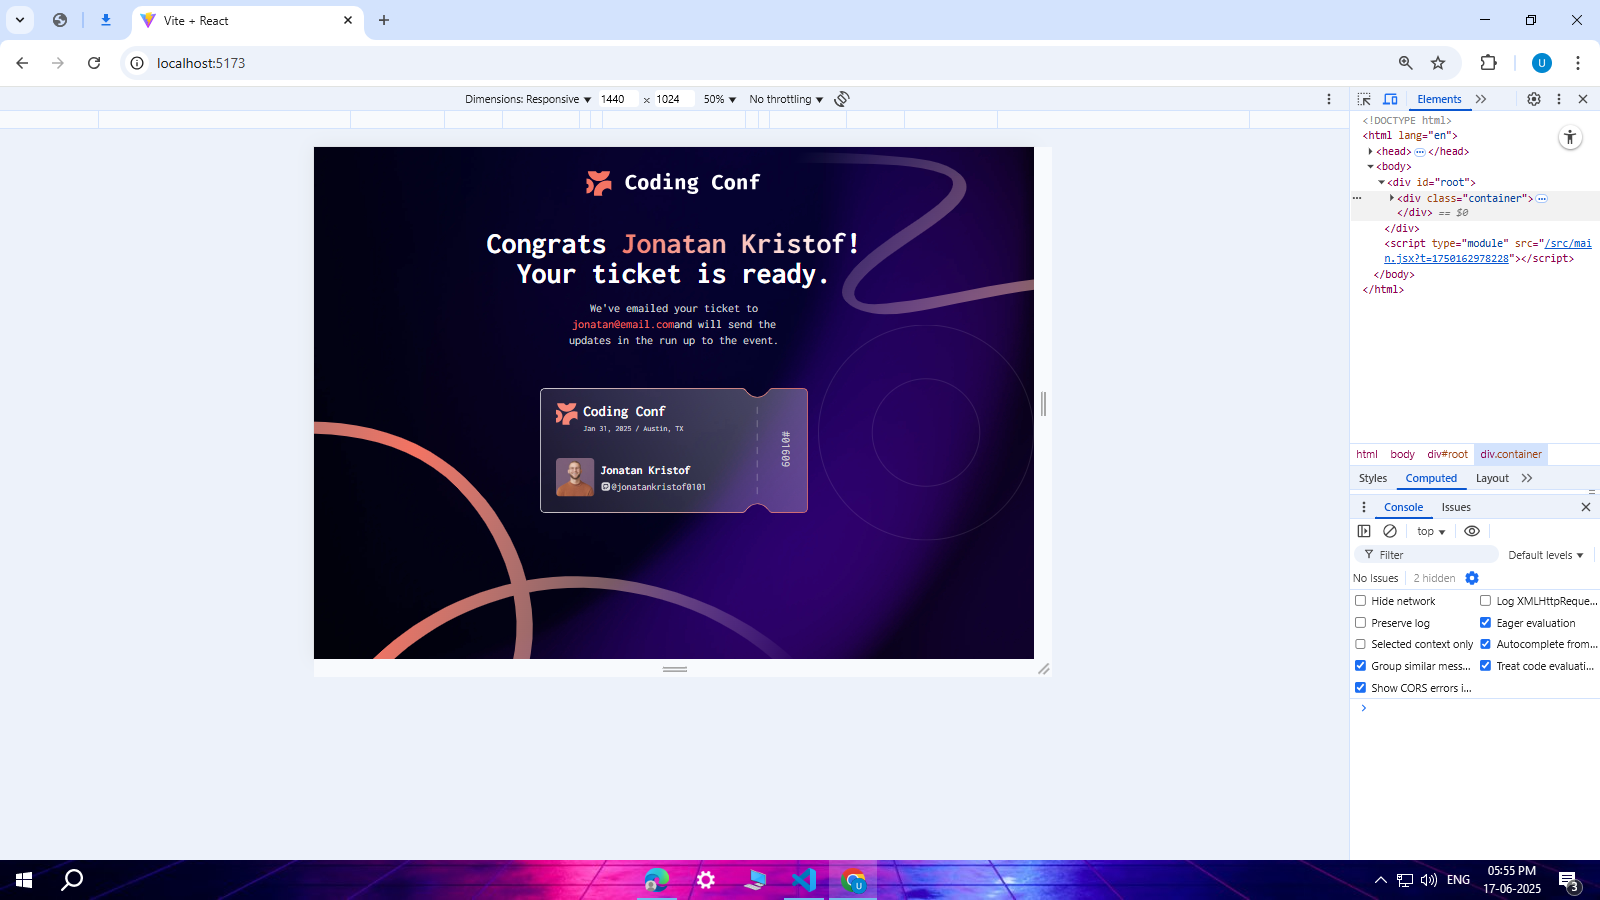 Vite + React
localhost:5173
U
Dimensions: Responsive ▼ 1440 × 1024 50% ▼ No throttling ▼
Elements
<!DOCTYPE html>
<html lang="en">
<head> </head>
<body>
<div id="root">
<div class="container">
</div> == $0
</div>
<script type="module" src="/src/mai
n.jsx?t=1750162978228"></script>
</body>
</html>
Coding Conf
Congrats Jonatan Kristof!
Your ticket is ready.
We've emailed your ticket to
jonatan@email.comand will send the
updates in the run up to the event.
Coding Conf
Jan 31, 2025 / Austin, TX
Jonatan Kristof
@jonatankristof0101
#01609
html body div#root div.container
Styles Computed Layout
Console Issues
top ▼
Filter Default levels ▼
No Issues 2 hidden
Hide network Log XMLHttpReque...
Preserve log Eager evaluation
Selected context only Autocomplete from...
Group similar mess... Treat code evaluati...
Show CORS errors i...
ENG
05:55 PM
17-06-2025
3